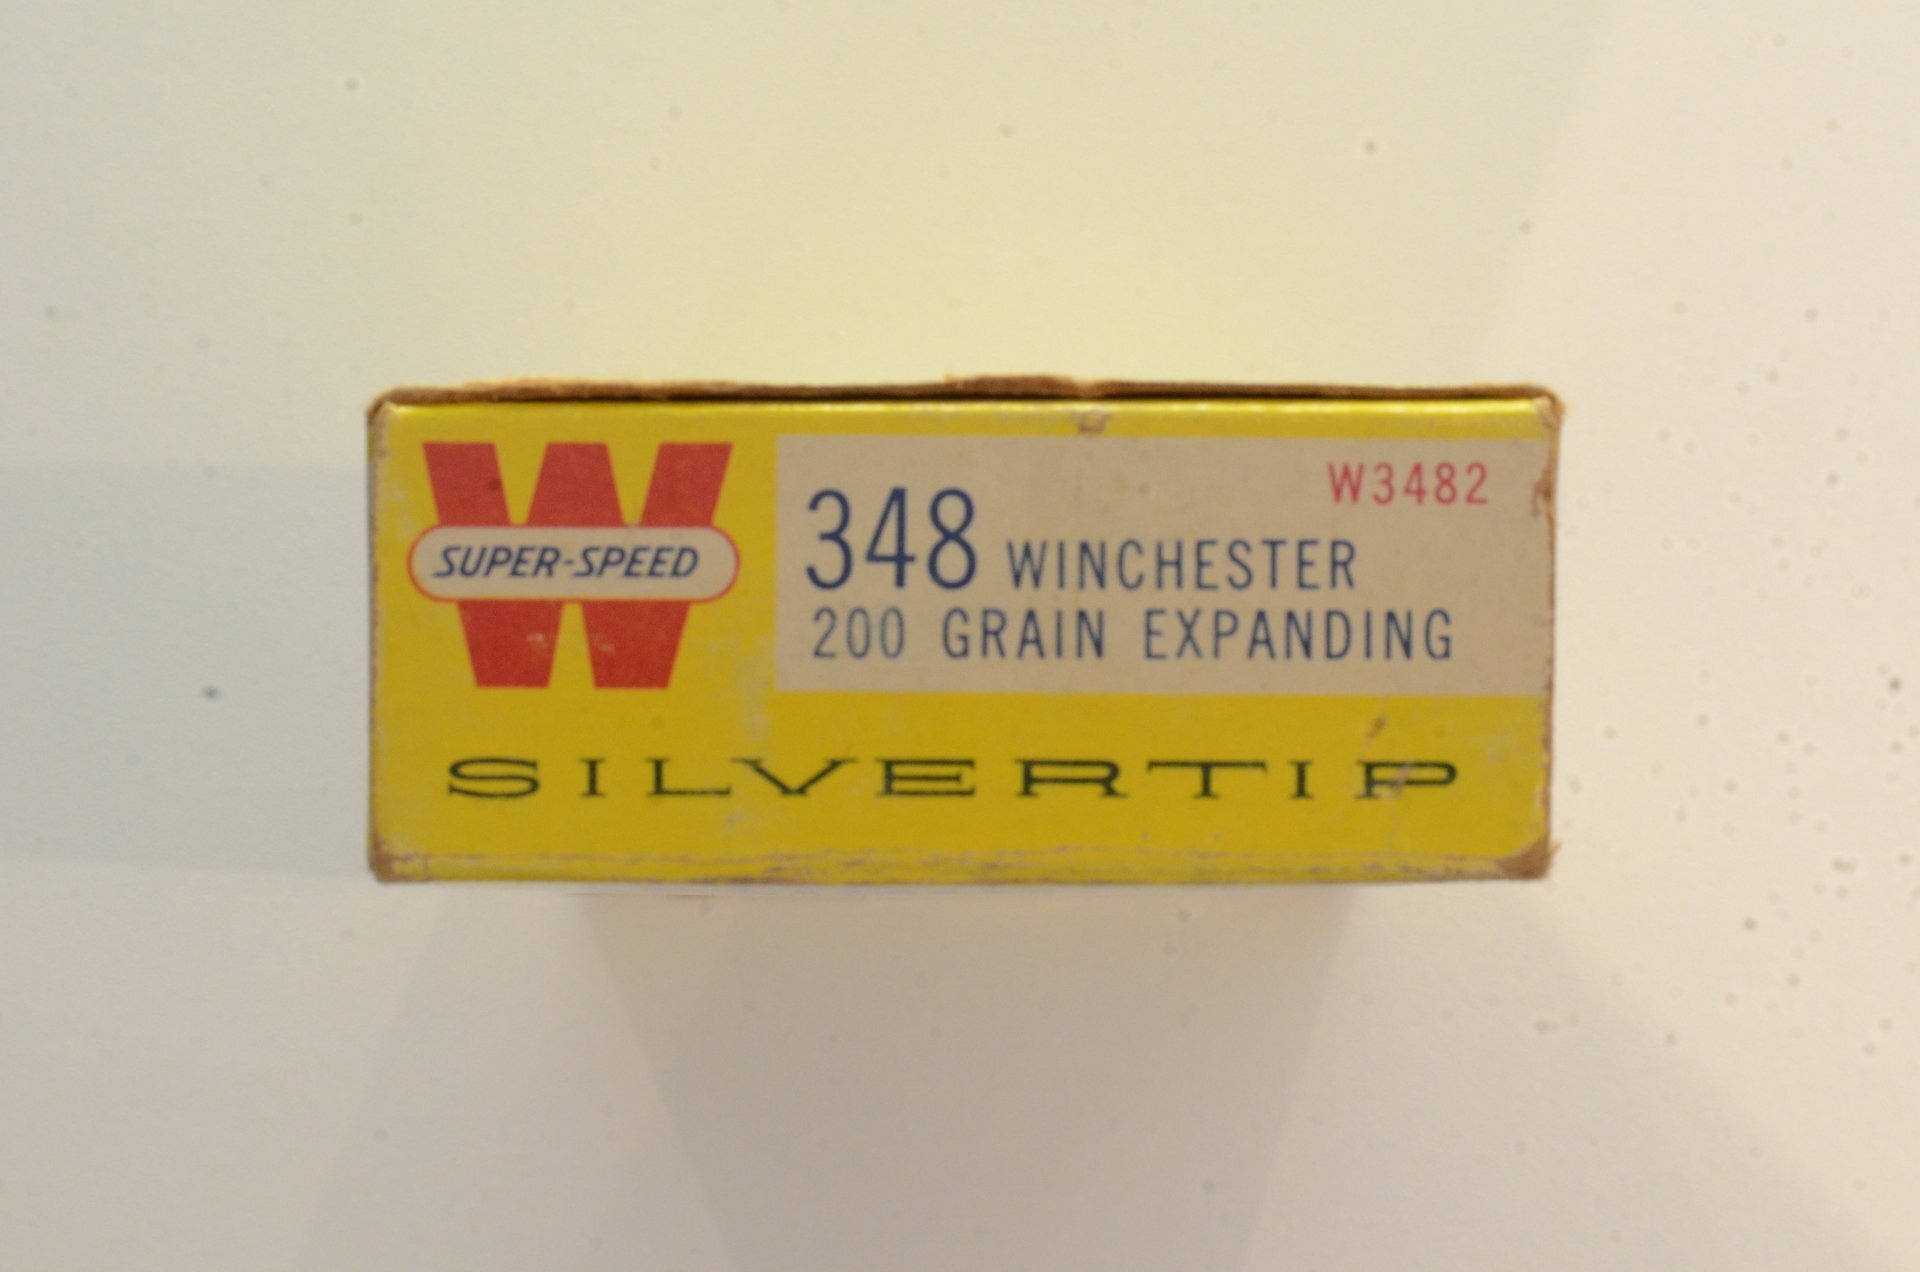 W
SUPER-SPEED
W3482
348 WINCHESTER
200 GRAIN EXPANDING
SILVERTIP